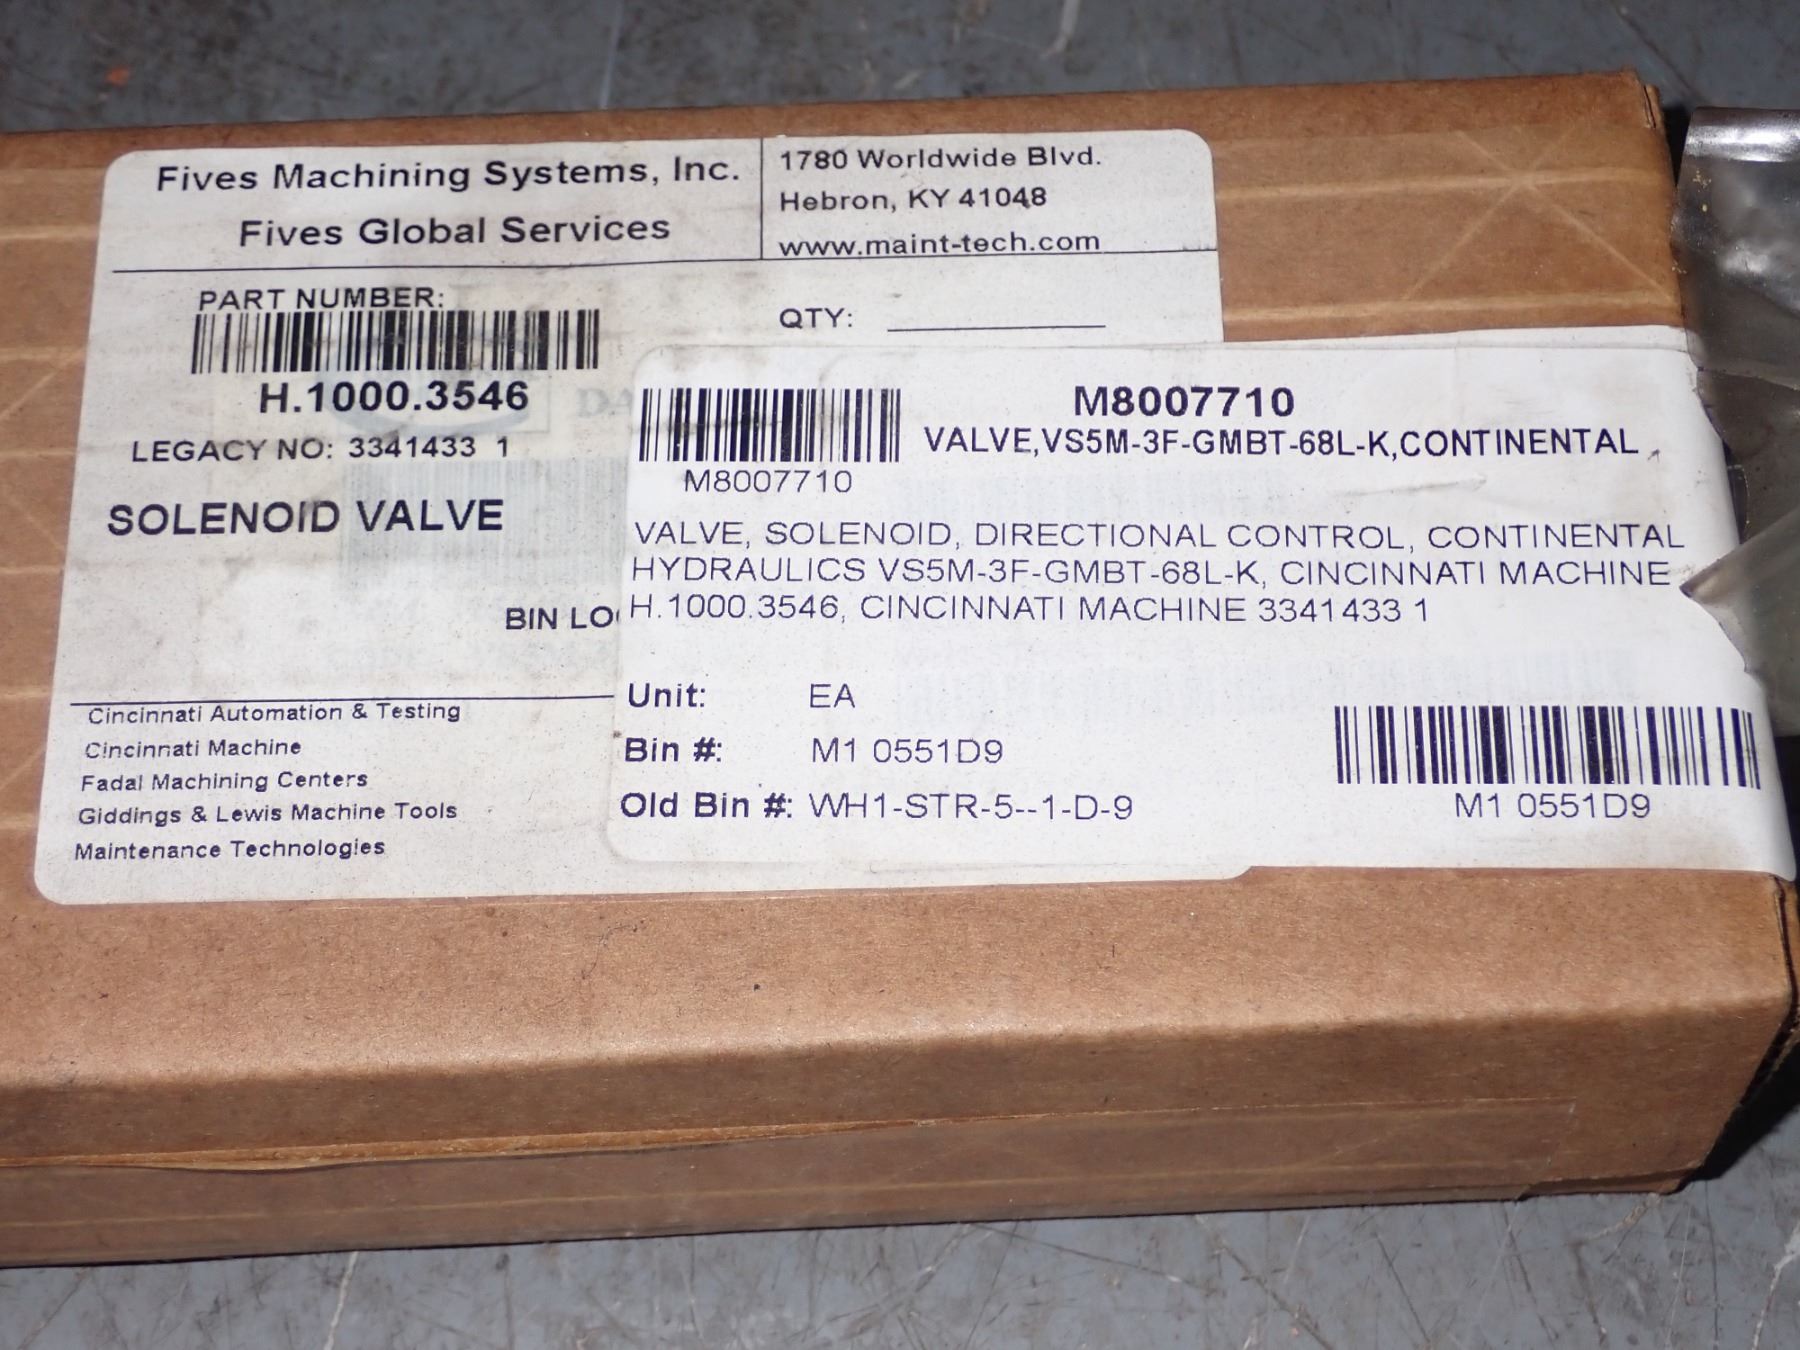 Fives Machining Systems, Inc.
Fives Global Services
1780 Worldwide Blvd.
Hebron, KY 41048
www.maint-tech.com
PART NUMBER:
QTY:
H.1000.3546
LEGACY NO: 3341433 1
SOLENOID VALVE
BIN LO
Cincinnati Automation & Testing
Cincinnati Machine
Fadal Machining Centers
Giddings & Lewis Machine Tools
Maintenance Technologies
M8007710
VALVE,VS5M-3F-GMBT-68L-K,CONTINENTAL
M8007710
VALVE, SOLENOID, DIRECTIONAL CONTROL, CONTINENTAL
HYDRAULICS VS5M-3F-GMBT-68L-K, CINCINNATI MACHINE
H.1000.3546, CINCINNATI MACHINE 3341433 1
Unit: EA
Bin #: M1 0551D9
Old Bin #: WH1-STR-5--1-D-9
M1 0551D9